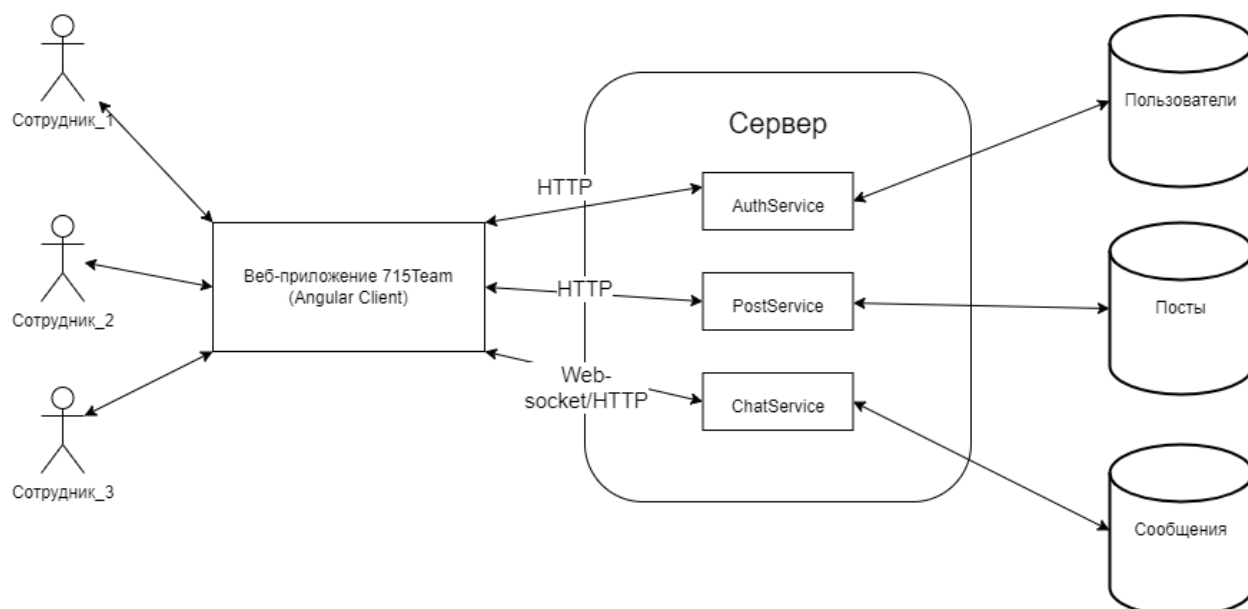 Сотрудник_1
Сотрудник_2
Сотрудник_3
Веб-приложение 715Team
(Angular Client)
HTTP
HTTP
Web-
socket/HTTP
Сервер
AuthService
PostService
ChatService
Пользователи
Посты
Сообщения